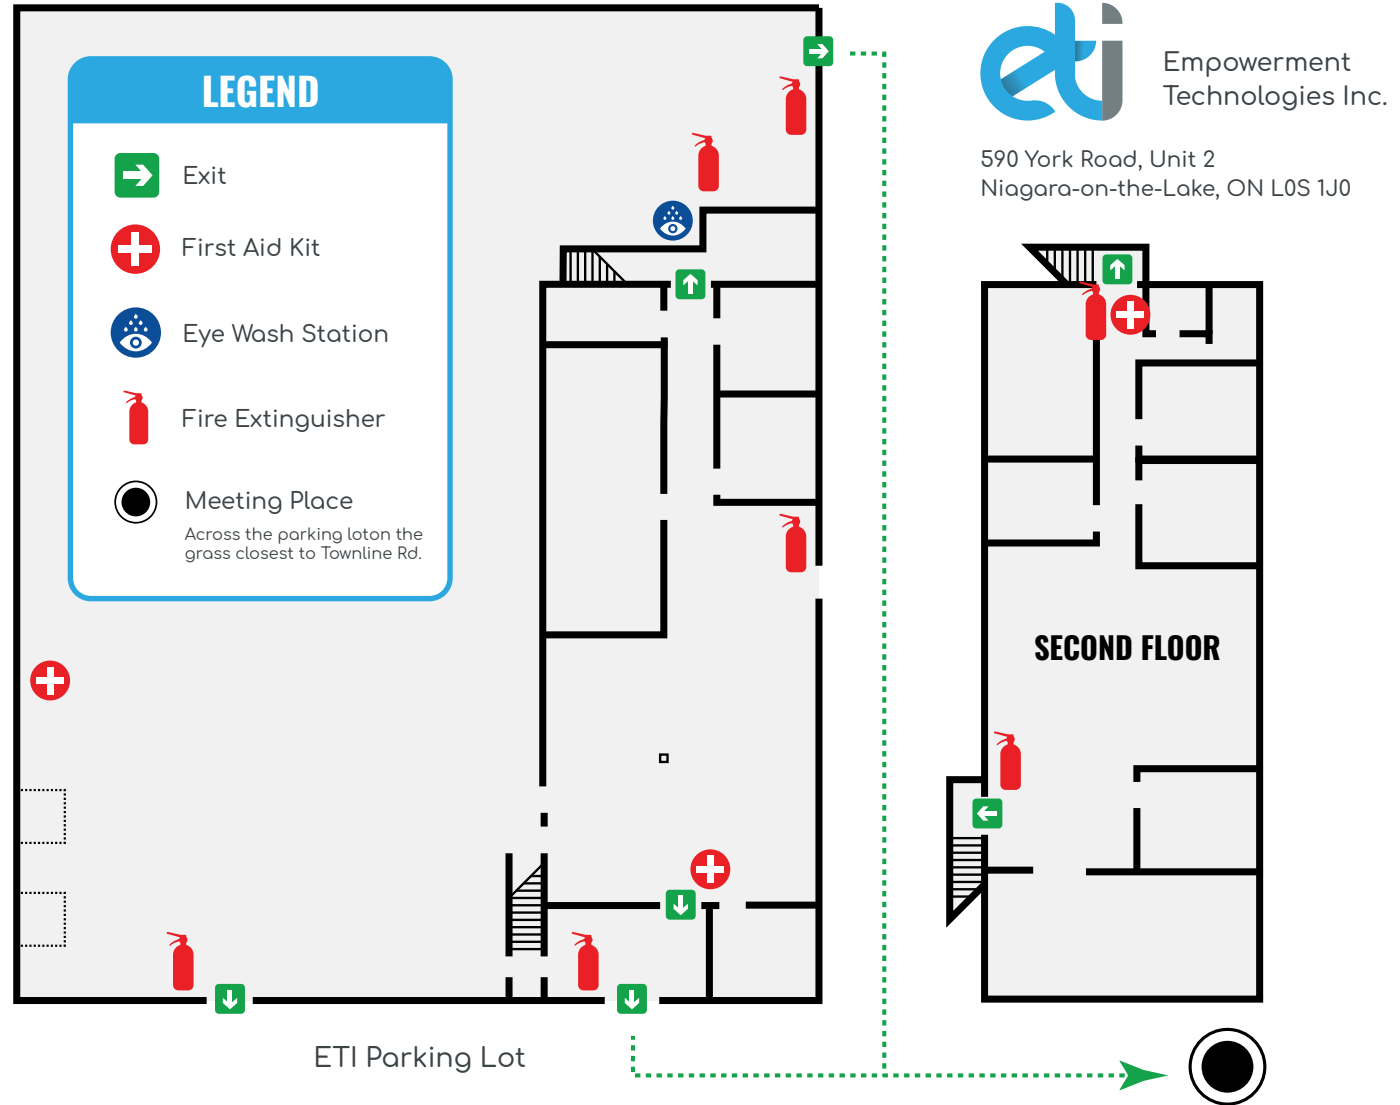 LEGEND
Exit
First Aid Kit
Eye Wash Station
Fire Extinguisher
Meeting Place
Across the parking loton the
grass closest to Townline Rd.
eti
Empowerment
Technologies Inc.
590 York Road, Unit 2
Niagara-on-the-Lake, ON L0S 1J0
SECOND FLOOR
ETI Parking Lot